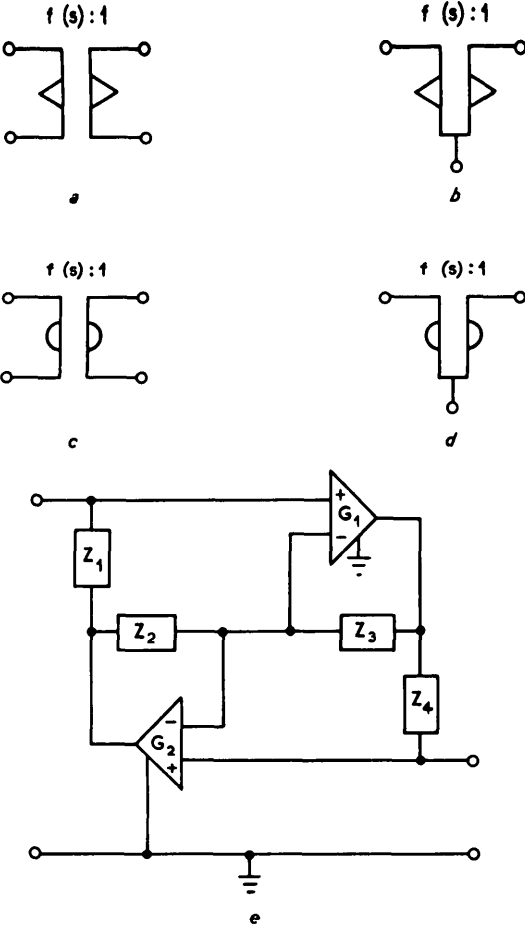 f (s) : 1
f (s) : 1
a
b
f (s) : 1
f (s) : 1
c
d
+
G1
-
Z1
Z2
Z3
Z4
-
G2
+
e